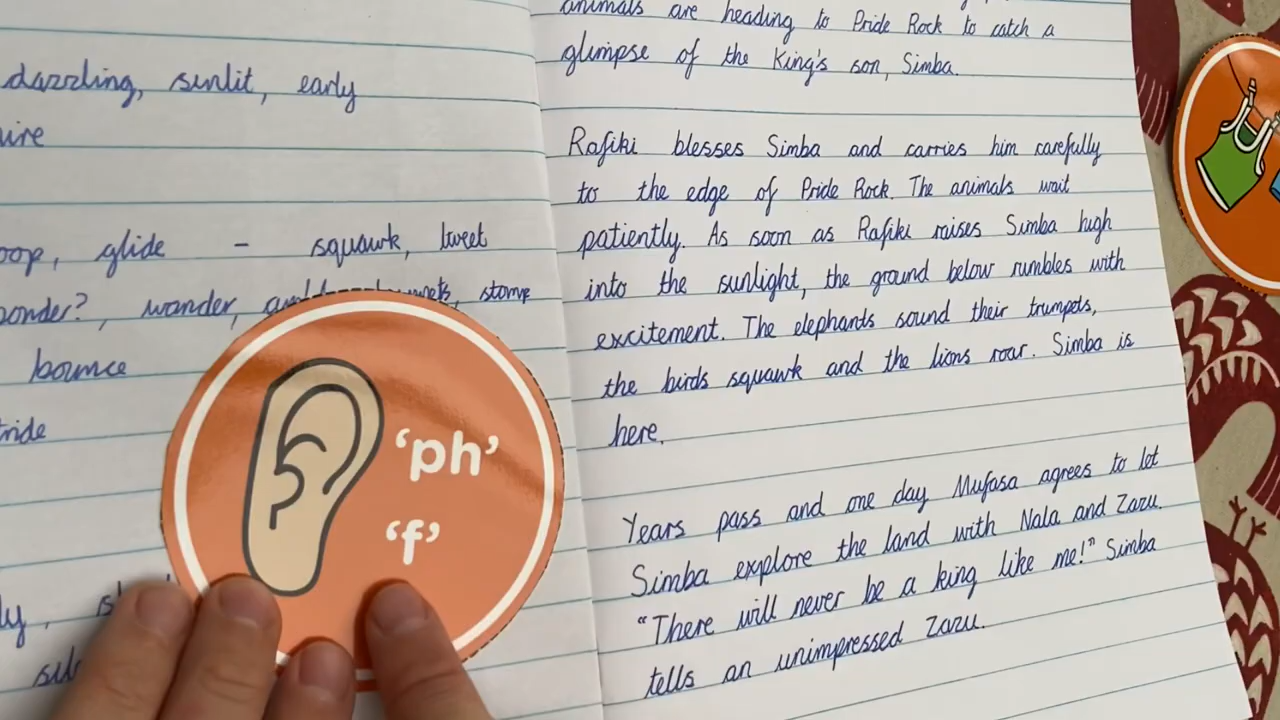 dazzling, sunlit, early
oop, glide - squawk, tweet
wander, stomp
bounce
'ph'
'f'
animals are heading to Pride Rock to catch a
glimpse of the King's son, Simba.
Rafiki blesses Simba and carries him carefully
to the edge of Pride Rock. The animals wait
patiently. As soon as Rafiki raises Simba high
into the sunlight, the ground below rumbles with
excitement. The elephants sound their trumpets,
the birds squawk and the lions roar. Simba is
here.
Years pass and one day Mufasa agrees to let
Simba explore the land with Nala and Zazu.
"There will never be a king like me!" Simba
tells an unimpressed Zazu.